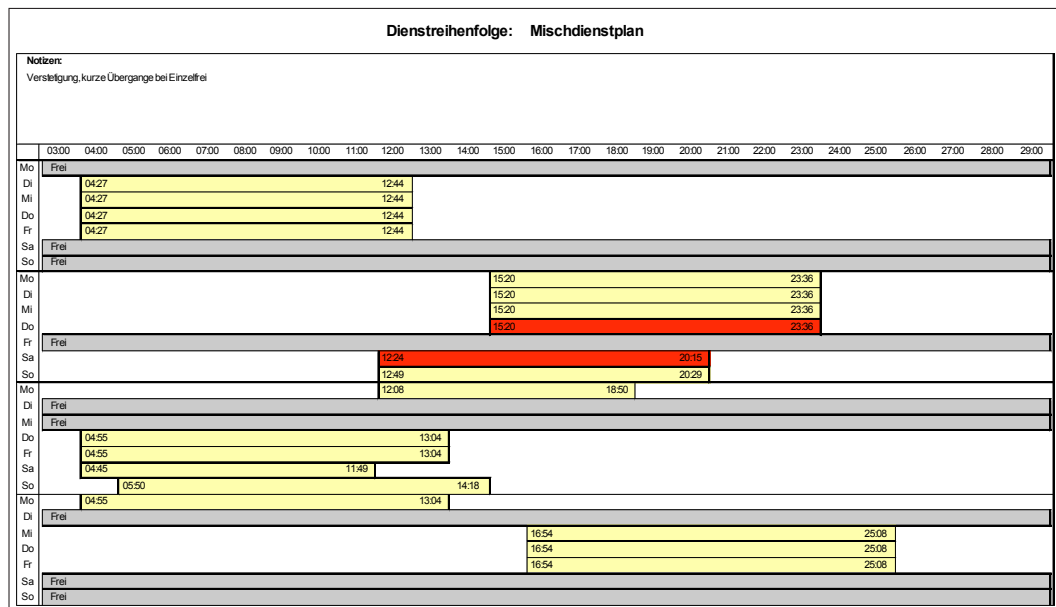 Dienstreihenfolge: Mischdienstplan
Notizen:
Verstetigung, kurze Übergange bei Einzelfrei
03:00 04:00 05:00 06:00 07:00 08:00 09:00 10:00 11:00 12:00 13:00 14:00 15:00 16:00 17:00 18:00 19:00 20:00 21:00 22:00 23:00 24:00 25:00 26:00 27:00 28:00 29:00
Mo Frei
Di 04:27 12:44
Mi 04:27 12:44
Do 04:27 12:44
Fr 04:27 12:44
Sa Frei
So Frei
Mo 15:20 23:36
Di 15:20 23:36
Mi 15:20 23:36
Do 15:20 23:36
Fr Frei
Sa 12:24 20:15
So 12:49 20:29
Mo 12:08 18:50
Di Frei
Mi Frei
Do 04:55 13:04
Fr 04:55 13:04
Sa 04:45 11:49
So 05:50 14:18
Mo 04:55 13:04
Di Frei
Mi 16:54 25:08
Do 16:54 25:08
Fr 16:54 25:08
Sa Frei
So Frei